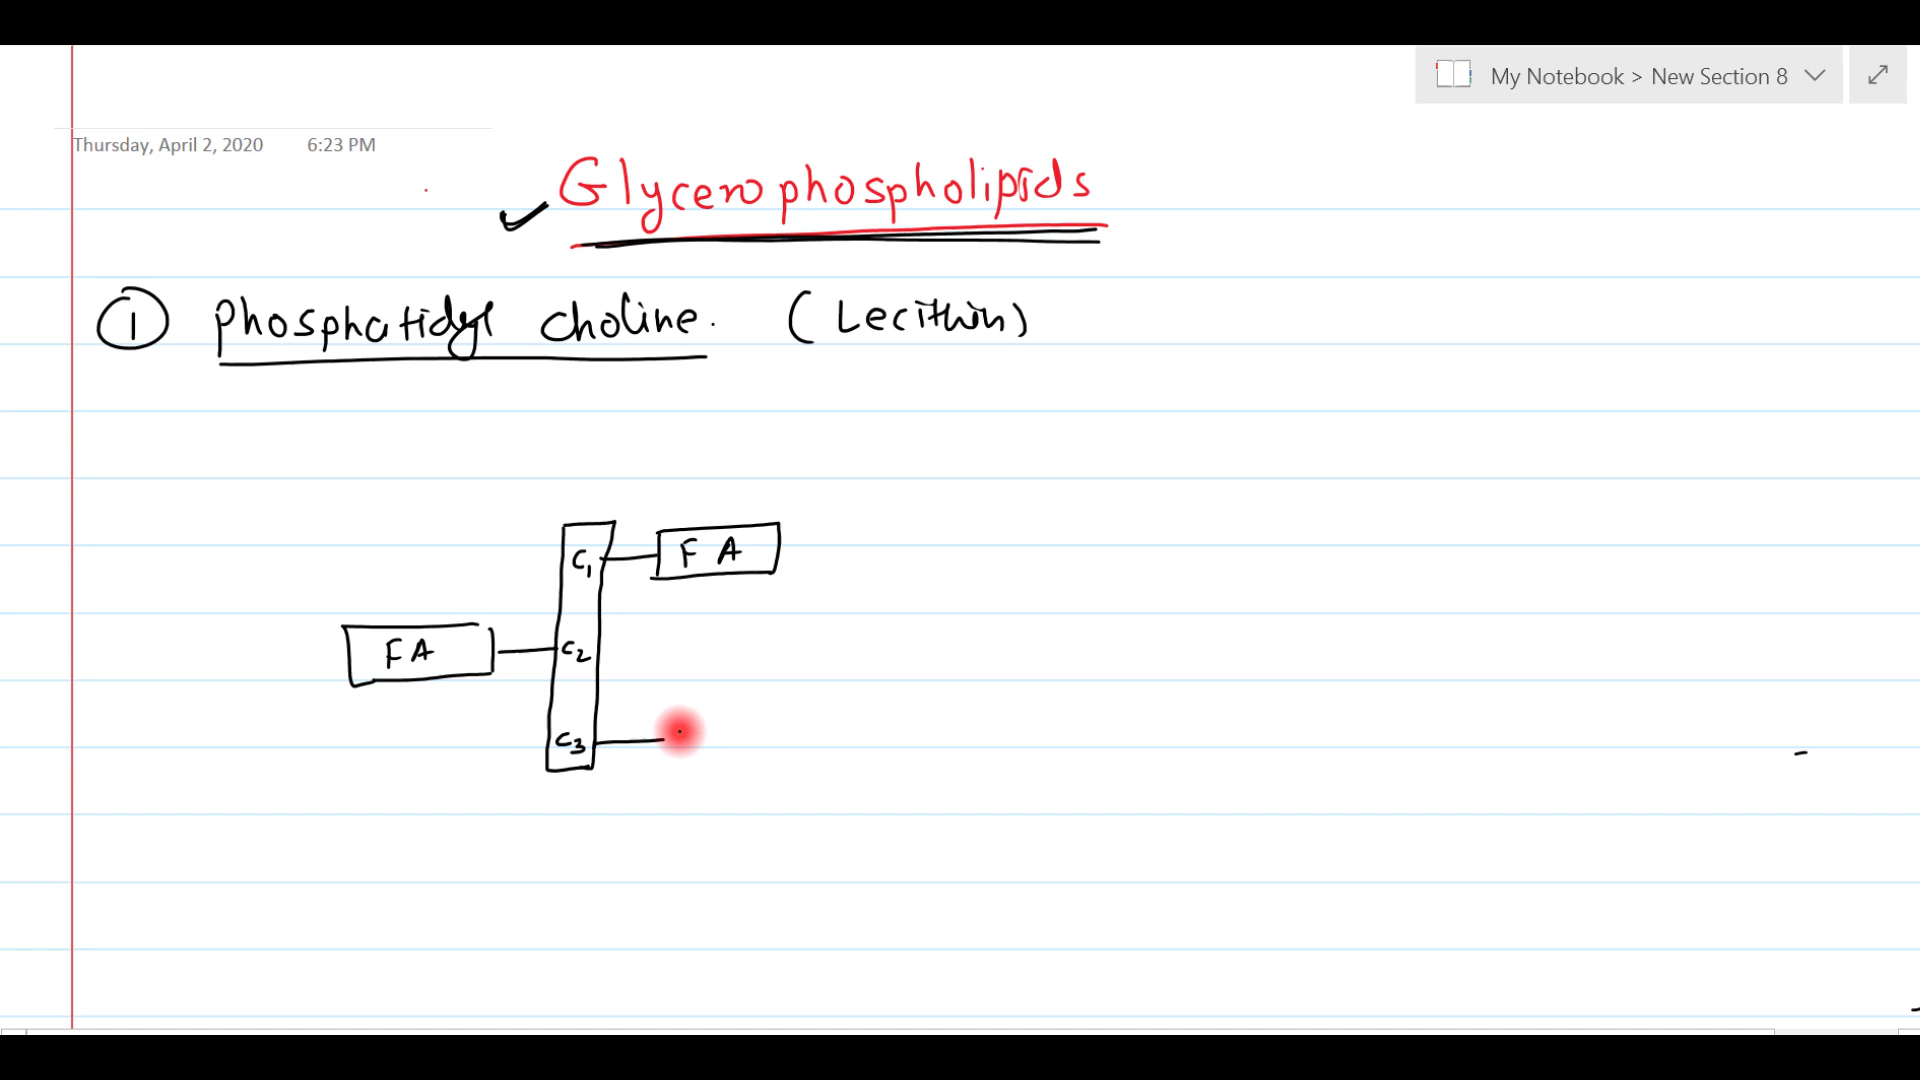 My Notebook > New Section 8
Thursday, April 2, 2020 6:23 PM
Glycerophospholipids
1 Phosphatidyl choline. (Lecithin)
C1 FA
FA C2
C3